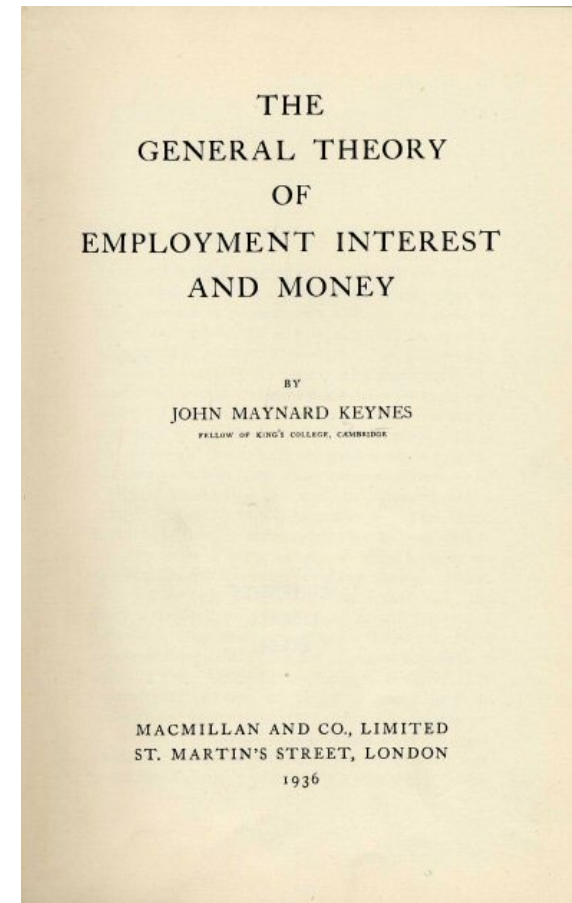 THE
GENERAL THEORY
OF
EMPLOYMENT INTEREST
AND MONEY
BY
JOHN MAYNARD KEYNES
FELLOW OF KING'S COLLEGE, CAMBRIDGE
MACMILLAN AND CO., LIMITED
ST. MARTIN'S STREET, LONDON
1936